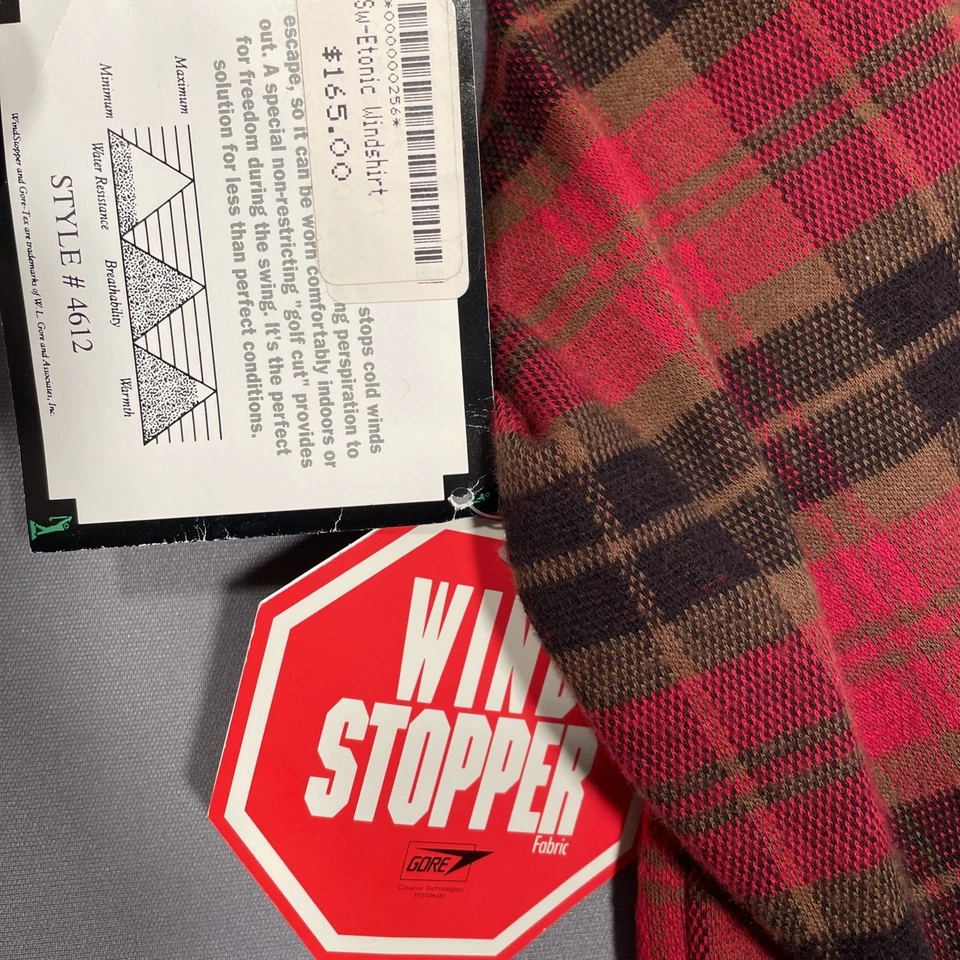 *0000000256*
Sw-Etonic Windshirt
$165.00
stops cold winds
ng perspiration to
escape, so it can be worn comfortably indoors or
out. A special non-restricting "golf cut" provides
for freedom during the swing. It's the perfect
solution for less than perfect conditions.
Maximum
Minimum
Water Resistance
Breathability
Warmth
STYLE # 4612
WindStopper and Gore-Tex are trademarks of W.L. Gore and Associates, Inc.
WIND
STOPPER
Fabric
GORE
Creative Technologies
Worldwide